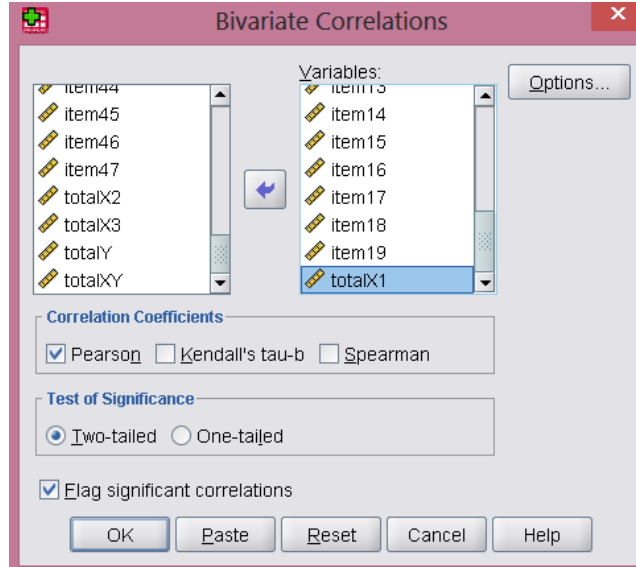 Bivariate Correlations
Variables:
Options...
item44
item45
item46
item47
totalX2
totalX3
totalY
totalXY
item13
item14
item15
item16
item17
item18
item19
totalX1
Correlation Coefficients
Pearson Kendall's tau-b Spearman
Test of Significance
Two-tailed One-tailed
Flag significant correlations
OK Paste Reset Cancel Help